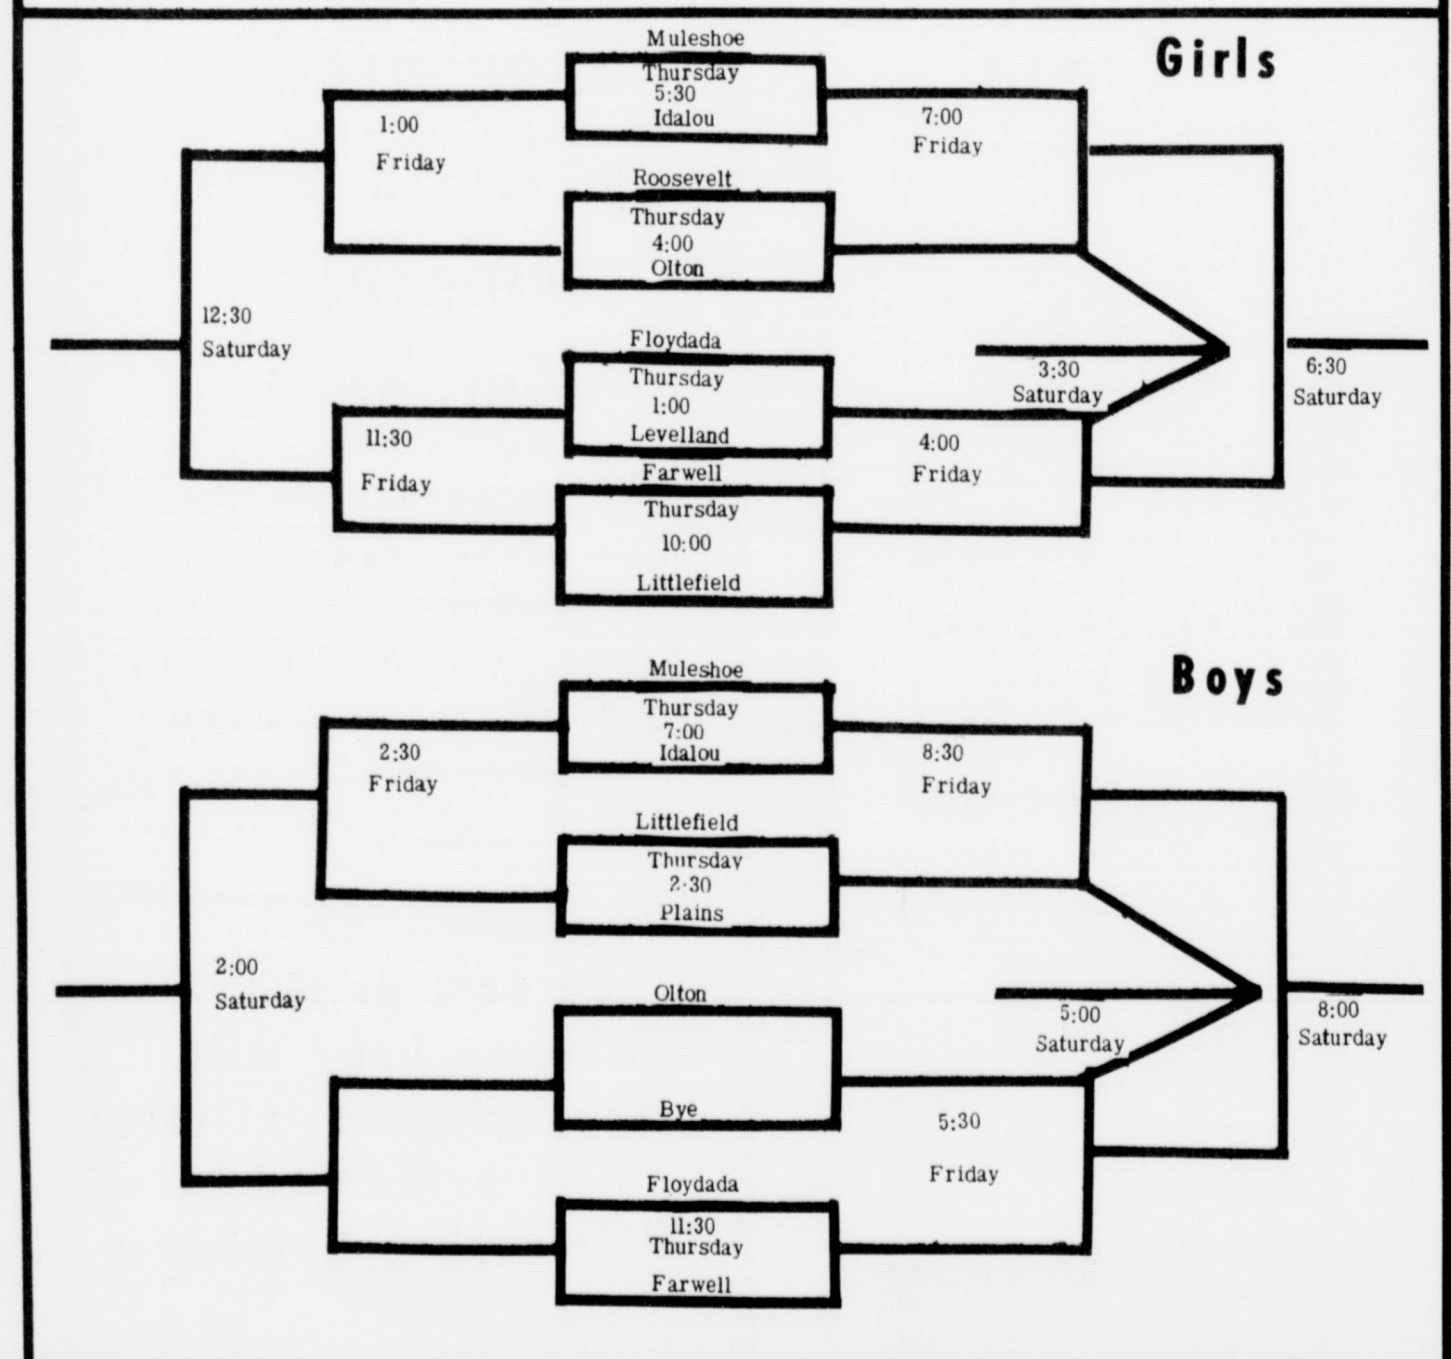 Girls
Muleshoe
Thursday
5:30
Idalou
1:00
Friday
7:00
Friday
Roosevelt
Thursday
4:00
Olton
12:30
Saturday
Floydada
Thursday
1:00
Levelland
3:30
Saturday
6:30
Saturday
11:30
Friday
4:00
Friday
Farwell
Thursday
10:00
Littlefield
Boys
Muleshoe
Thursday
7:00
Idalou
2:30
Friday
8:30
Friday
Littlefield
Thursday
2:30
Plains
2:00
Saturday
Olton
Bye
5:00
Saturday
8:00
Saturday
5:30
Friday
Floydada
11:30
Thursday
Farwell